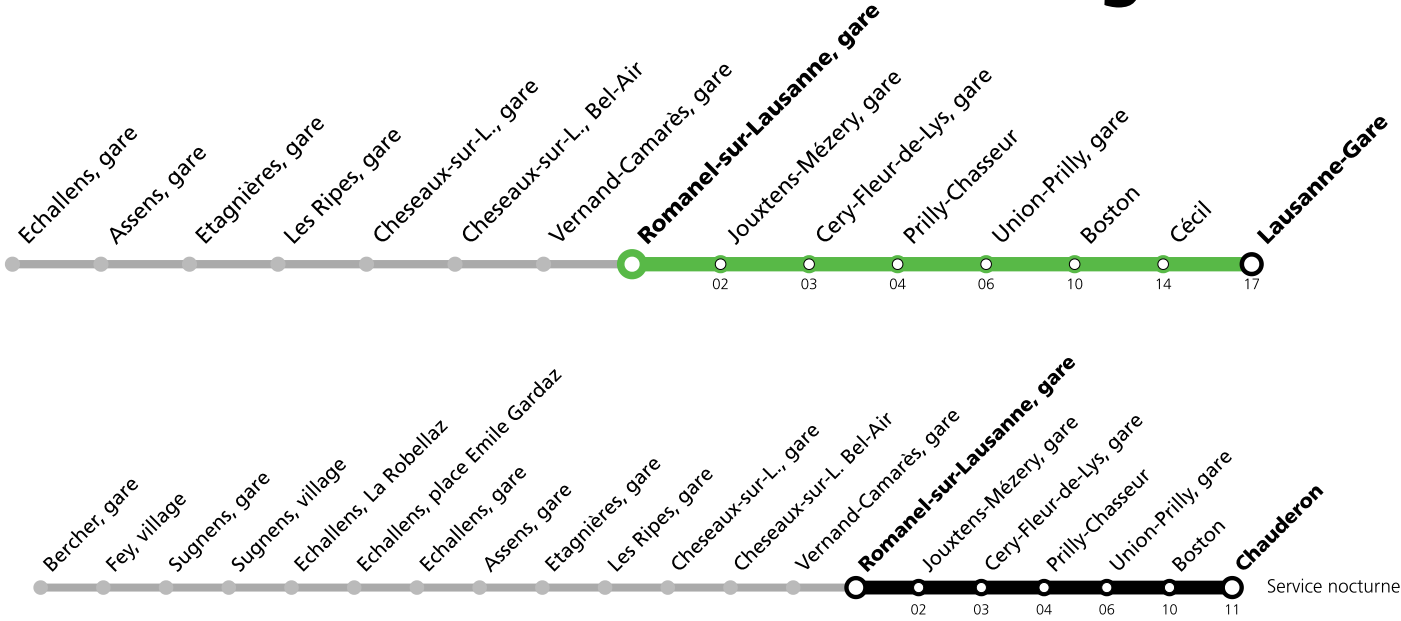 Echallens, gare
Assens, gare
Etagnières, gare
Les Ripes, gare
Cheseaux-sur-L., gare
Cheseaux-sur-L., Bel-Air
Vernand-Camarès, gare
Romanel-sur-Lausanne, gare
Jouxtens-Mézery, gare
Cery-Fleur-de-Lys, gare
Prilly-Chasseur
Union-Prilly, gare
Boston
Cécil
Lausanne-Gare
02 03 04 06 10 14 17
Bercher, gare
Fey, village
Sugnens, gare
Sugnens, village
Echallens, La Robellaz
Echallens, place Emile Gardaz
Echallens, gare
Assens, gare
Etagnières, gare
Les Ripes, gare
Cheseaux-sur-L., gare
Cheseaux-sur-L. Bel-Air
Vernand-Camarès, gare
Romanel-sur-Lausanne, gare
Jouxtens-Mézery, gare
Cery-Fleur-de-Lys, gare
Prilly-Chasseur
Union-Prilly, gare
Boston
Chauderon
Service nocturne
02 03 04 06 10 11